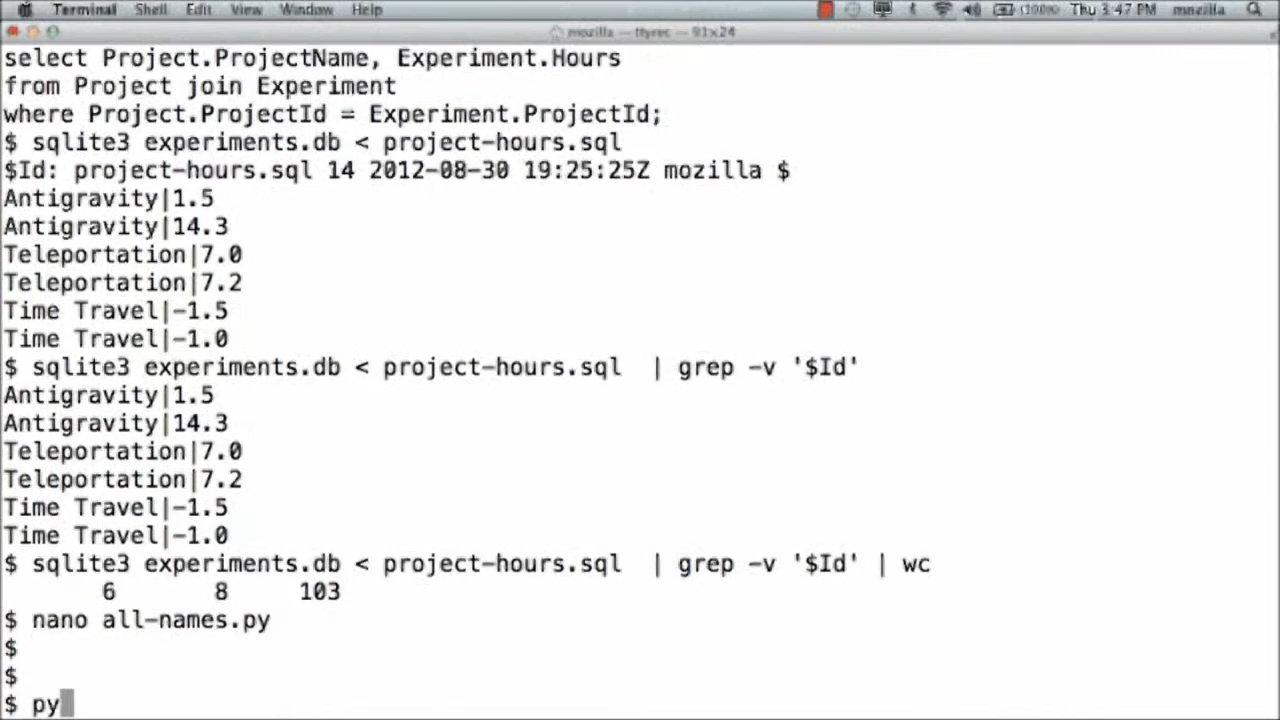 Terminal Shell Edit View Window Help (100%) Thu 3:47 PM mozilla
mozilla — ttyrec — 91×24
select Project.ProjectName, Experiment.Hours
from Project join Experiment
where Project.ProjectId = Experiment.ProjectId;
$ sqlite3 experiments.db < project-hours.sql
$Id: project-hours.sql 14 2012-08-30 19:25:25Z mozilla $
Antigravity|1.5
Antigravity|14.3
Teleportation|7.0
Teleportation|7.2
Time Travel|-1.5
Time Travel|-1.0
$ sqlite3 experiments.db < project-hours.sql  | grep -v '$Id'
Antigravity|1.5
Antigravity|14.3
Teleportation|7.0
Teleportation|7.2
Time Travel|-1.5
Time Travel|-1.0
$ sqlite3 experiments.db < project-hours.sql  | grep -v '$Id' | wc
6 8 103
$ nano all-names.py
$
$
$ py